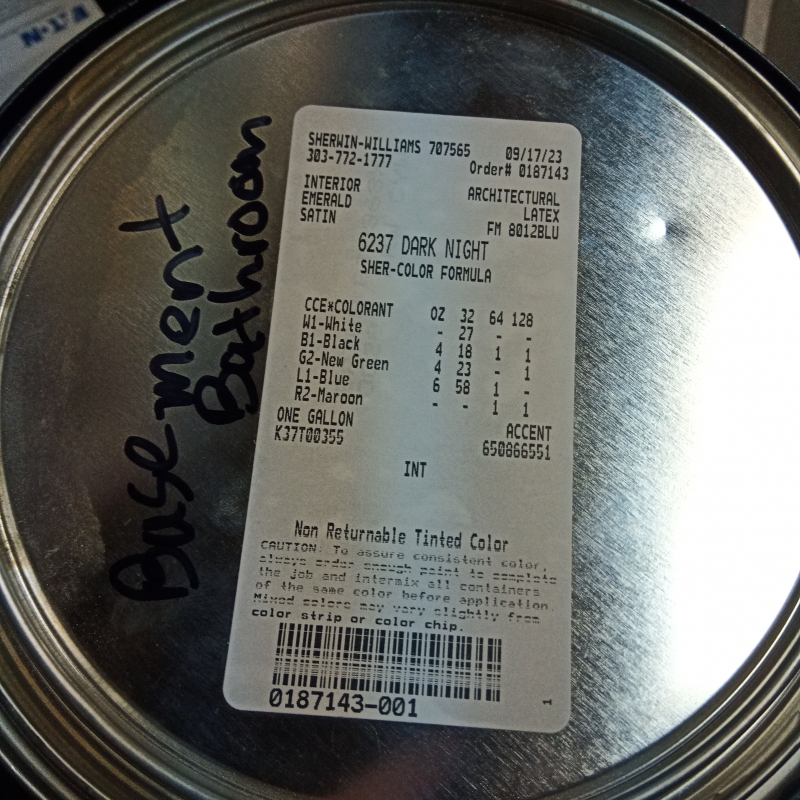 EATON
Basement
Bathroom
SHERWIN-WILLIAMS 707565 09/17/23
303-772-1777 Order# 0187143
INTERIOR ARCHITECTURAL
EMERALD LATEX
SATIN FM 8012BLU
6237 DARK NIGHT
SHER-COLOR FORMULA
CCE*COLORANT OZ 32 64 128
W1-White - 27 - -
B1-Black 4 18 1 1
G2-New Green 4 23 - 1
L1-Blue 6 58 1 -
R2-Maroon - - 1 1
ONE GALLON ACCENT
K37T00355 650866551
INT
Non Returnable Tinted Color
CAUTION: To assure consistent color,
always order enough paint to complete
the job and intermix all containers
of the same color before application.
Mixed colors may vary slightly from
color strip or color chip.
0187143-001 1